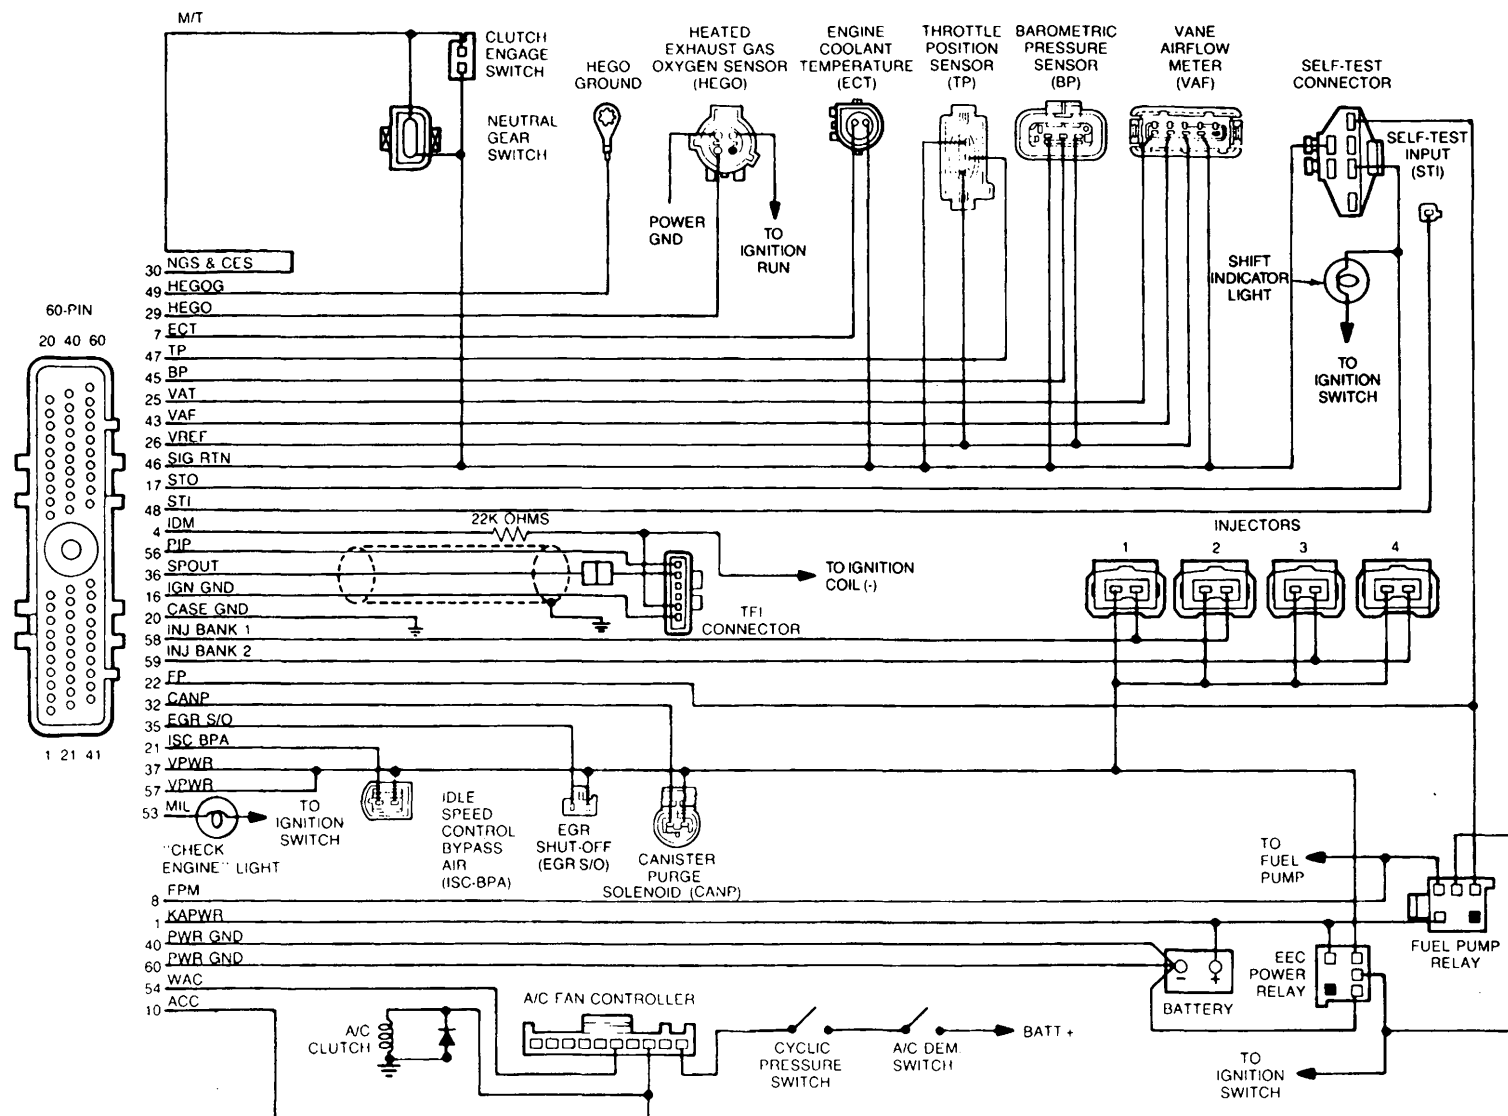 M/T
CLUTCH
ENGAGE
SWITCH
NEUTRAL
GEAR
SWITCH
HEGO
GROUND
HEATED
EXHAUST GAS
OXYGEN SENSOR
(HEGO)
ENGINE
COOLANT
TEMPERATURE
(ECT)
THROTTLE
POSITION
SENSOR
(TP)
BAROMETRIC
PRESSURE
SENSOR
(BP)
VANE
AIRFLOW
METER
(VAF)
SELF-TEST
CONNECTOR
SELF-TEST
INPUT
(STI)
POWER
GND
TO
IGNITION
RUN
SHIFT
INDICATOR
LIGHT
TO
IGNITION
SWITCH
60-PIN
20 40 60
1 21 41
30 NGS & CES
49 HEGOG
29 HEGO
7 ECT
47 TP
45 BP
25 VAT
43 VAF
26 VREF
46 SIG RTN
17 STO
48 STI
4 IDM
56 PIP
36 SPOUT
16 IGN GND
20 CASE GND
58 INJ BANK 1
59 INJ BANK 2
22 FP
32 CANP
35 EGR S/O
21 ISC BPA
37 VPWR
57 VPWR
53 MIL
22K OHMS
TO IGNITION
COIL (-)
TFI
CONNECTOR
INJECTORS
1 2 3 4
TO
IGNITION
SWITCH
"CHECK
ENGINE" LIGHT
IDLE
SPEED
CONTROL
BYPASS
AIR
(ISC-BPA)
EGR
SHUT-OFF
(EGR S/O)
CANISTER
PURGE
SOLENOID (CANP)
TO
FUEL
PUMP
FUEL PUMP
RELAY
8 FPM
1 KAPWR
40 PWR GND
60 PWR GND
54 WAC
10 ACC
- +
BATTERY
EEC
POWER
RELAY
A/C
CLUTCH
A/C FAN CONTROLLER
CYCLIC
PRESSURE
SWITCH
A/C DEM.
SWITCH
BATT +
TO
IGNITION
SWITCH